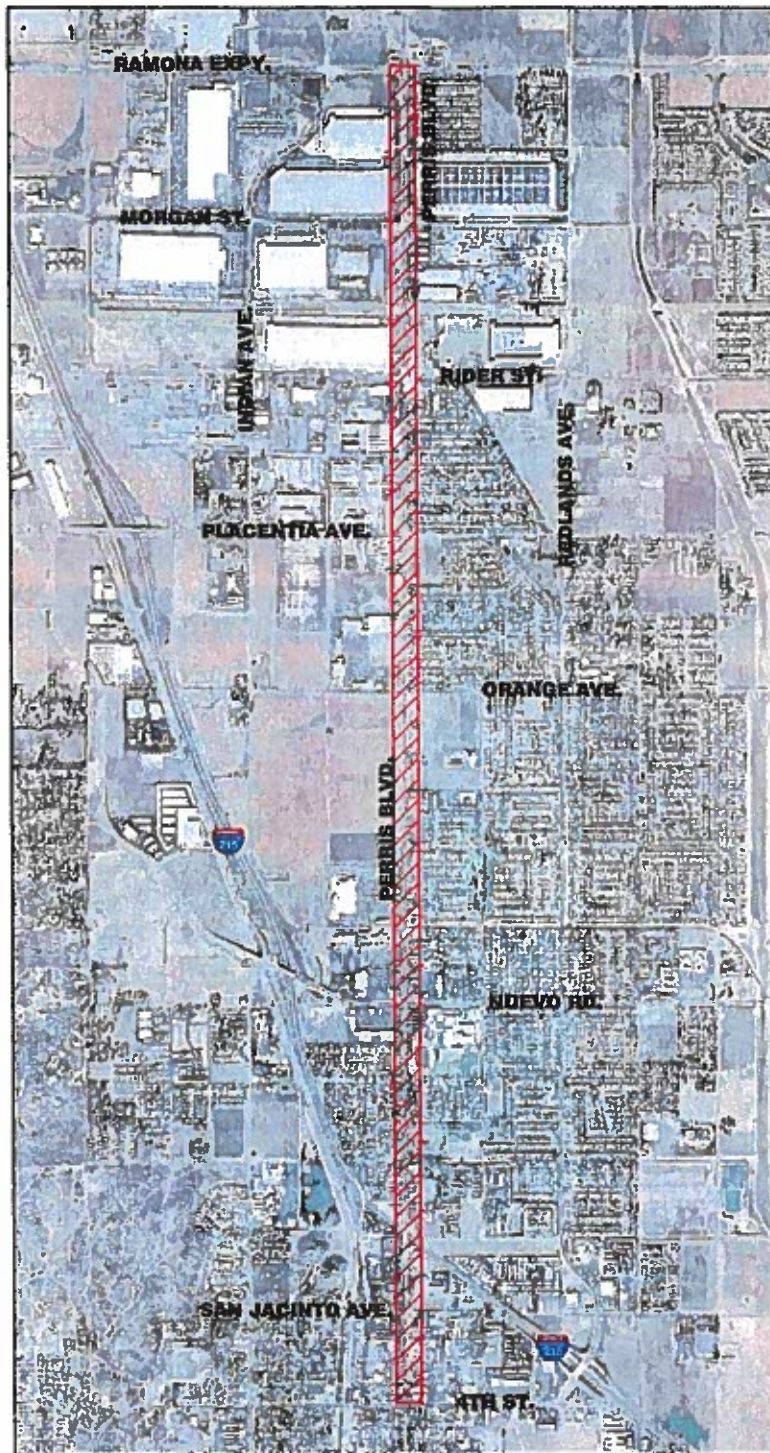 RAMONA EXPY.
PERRIS BLVD.
MORGAN ST.
INDIAN AVE.
RIDER ST.
REDLANDS AVE.
PLACENTIA AVE.
ORANGE AVE.
PERRIS BLVD.
215
NUEVO RD.
SAN JACINTO AVE.
215
4TH ST.